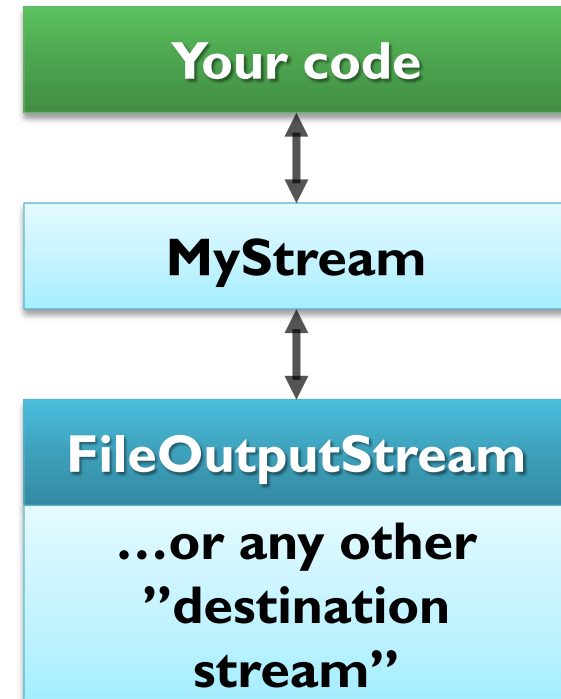 Your code
MyStream
FileOutputStream
…or any other
”destination
stream”